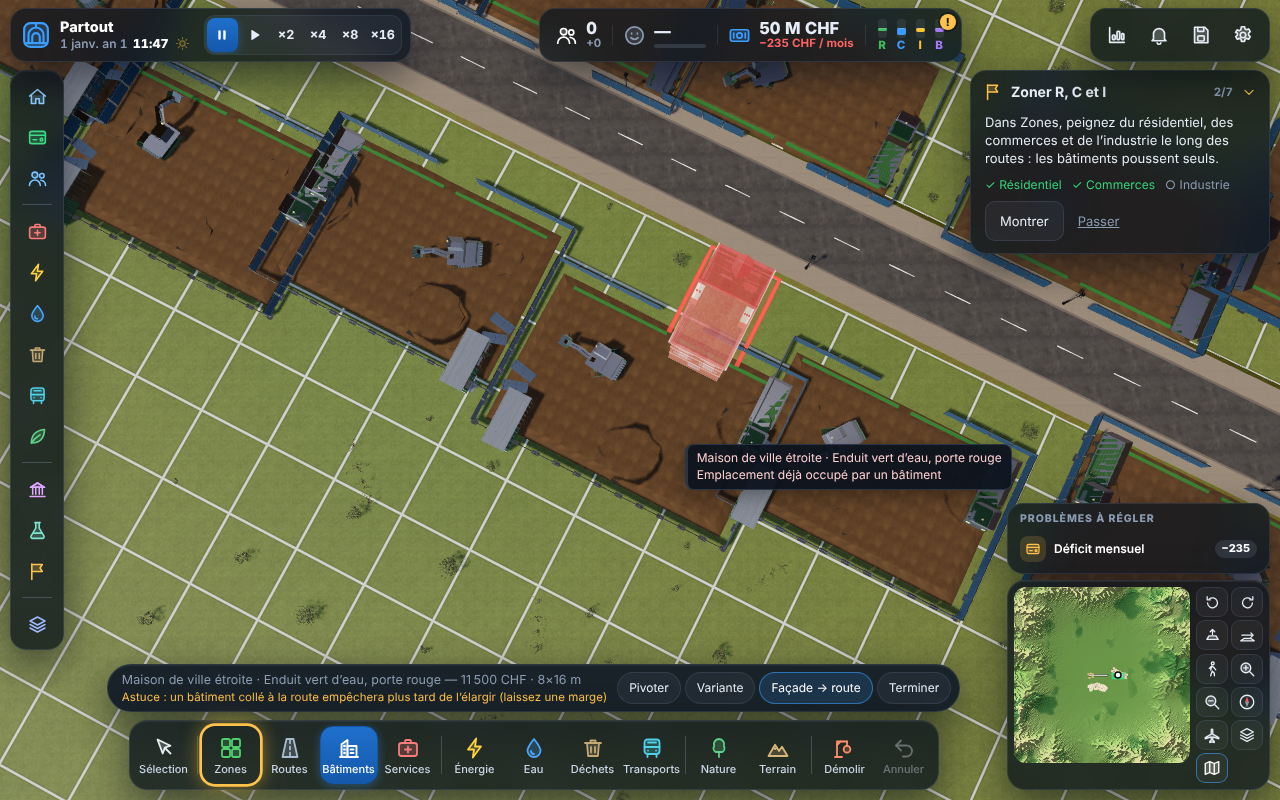 Partout
1 janv. an 1 11:47
×2 ×4 ×8 ×16
0
+0
—
50 M CHF
−235 CHF / mois
R C I B
!
Zoner R, C et I
2/7
Dans Zones, peignez du résidentiel, des
commerces et de l’industrie le long des
routes : les bâtiments poussent seuls.
✓ Résidentiel ✓ Commerces Industrie
Montrer
Passer
Maison de ville étroite · Enduit vert d’eau, porte rouge
Emplacement déjà occupé par un bâtiment
PROBLÈMES À RÉGLER
Déficit mensuel
−235
Maison de ville étroite · Enduit vert d’eau, porte rouge — 11 500 CHF · 8×16 m
Astuce : un bâtiment collé à la route empêchera plus tard de l’élargir (laissez une marge)
Pivoter
Variante
Façade → route
Terminer
Sélection
Zones
Routes
Bâtiments
Services
Énergie
Eau
Déchets
Transports
Nature
Terrain
Démolir
Annuler